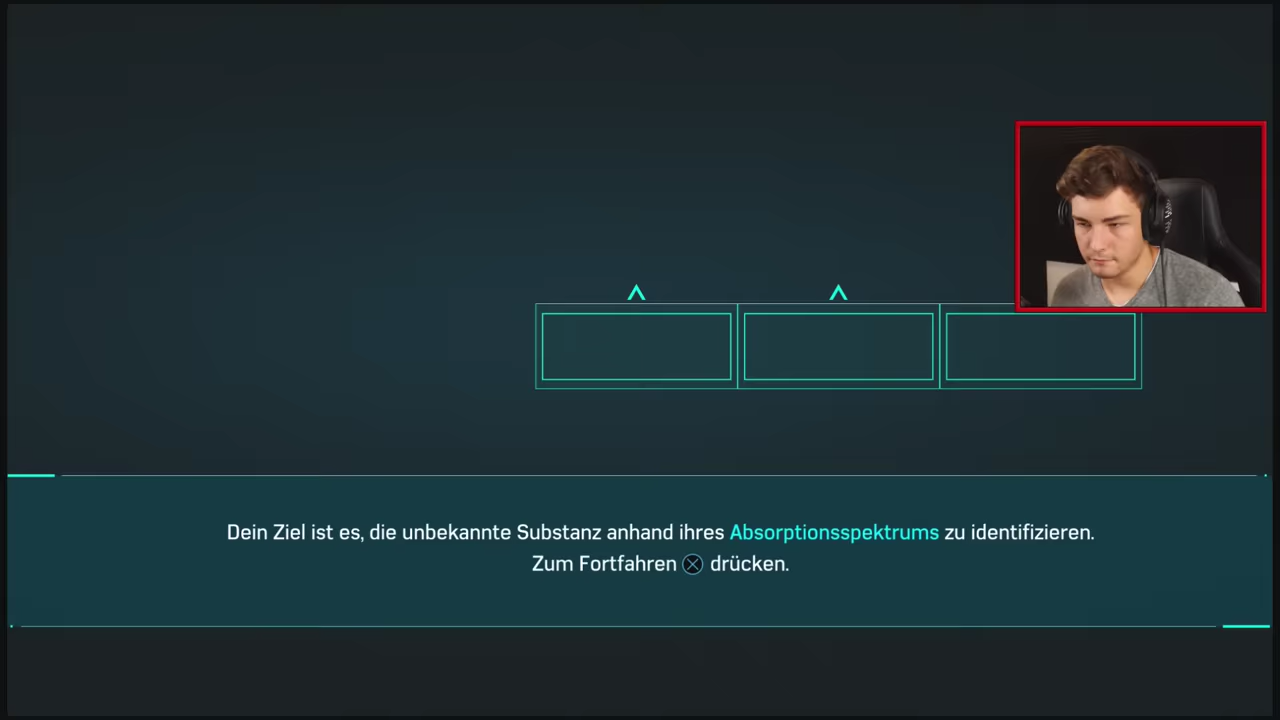 Dein Ziel ist es, die unbekannte Substanz anhand ihres Absorptionsspektrums zu identifizieren.
Zum Fortfahren drücken.